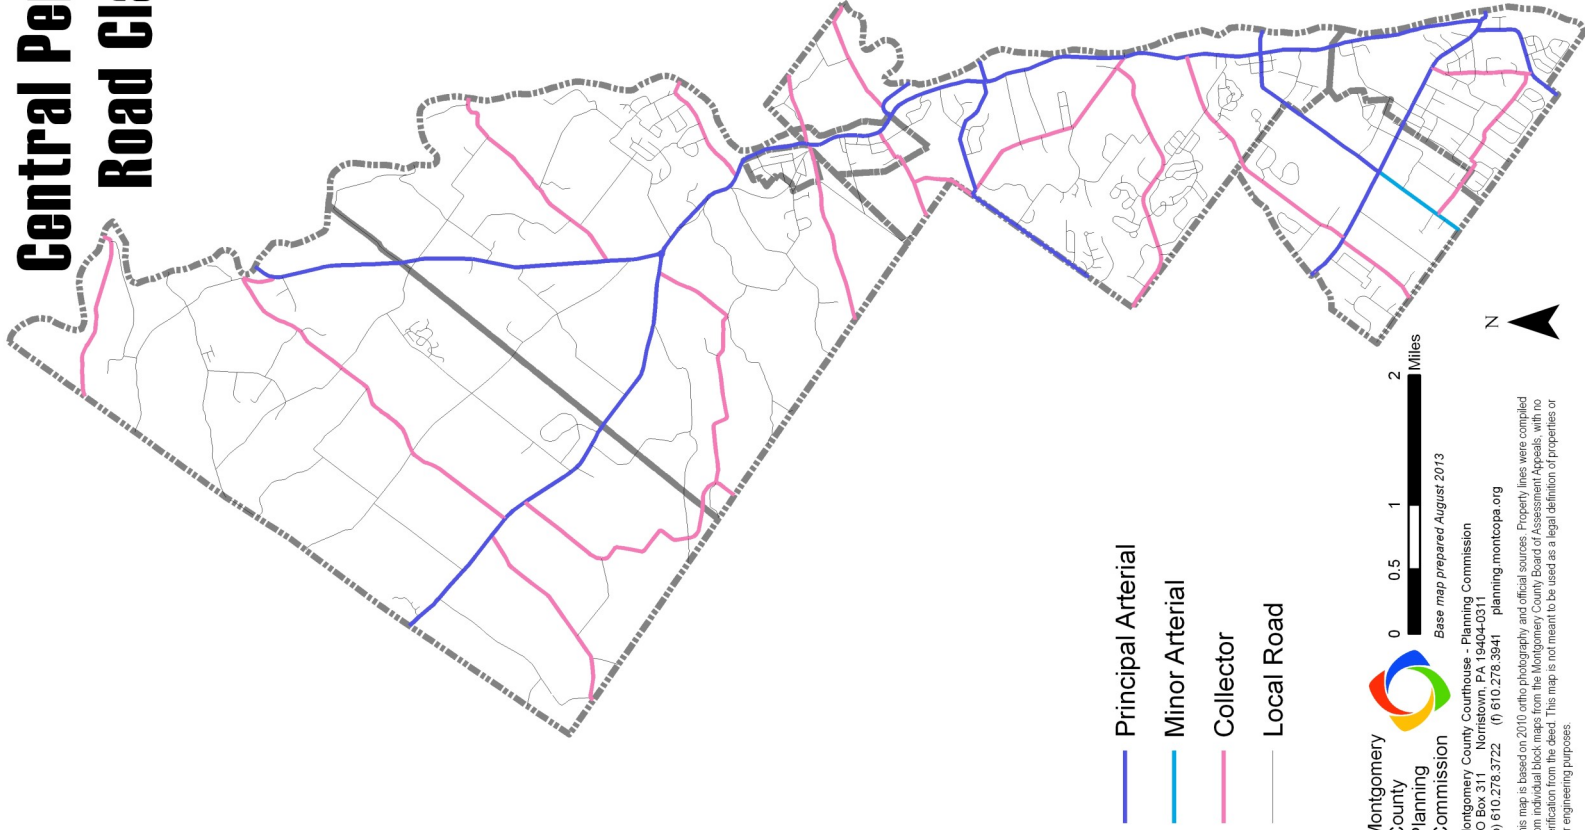 Central Pe
Road Cla
Principal Arterial
Minor Arterial
Collector
Local Road
N
0 0.5 1 2
Miles
Base map prepared August 2013
Montgomery
County
Planning
Commission
ontgomery County Courthouse - Planning Commission
O Box 311 Norristown, PA 19404-0311
) 610.278.3722 (f) 610.278.3941 planning.montcopa.org
is map is based on 2010 ortho photography and official sources. Property lines were compiled
om individual block maps from the Montgomery County Board of Assessment Appeals, with no
rification from the deed. This map is not meant to be used as a legal definition of properties or
r engineering purposes.